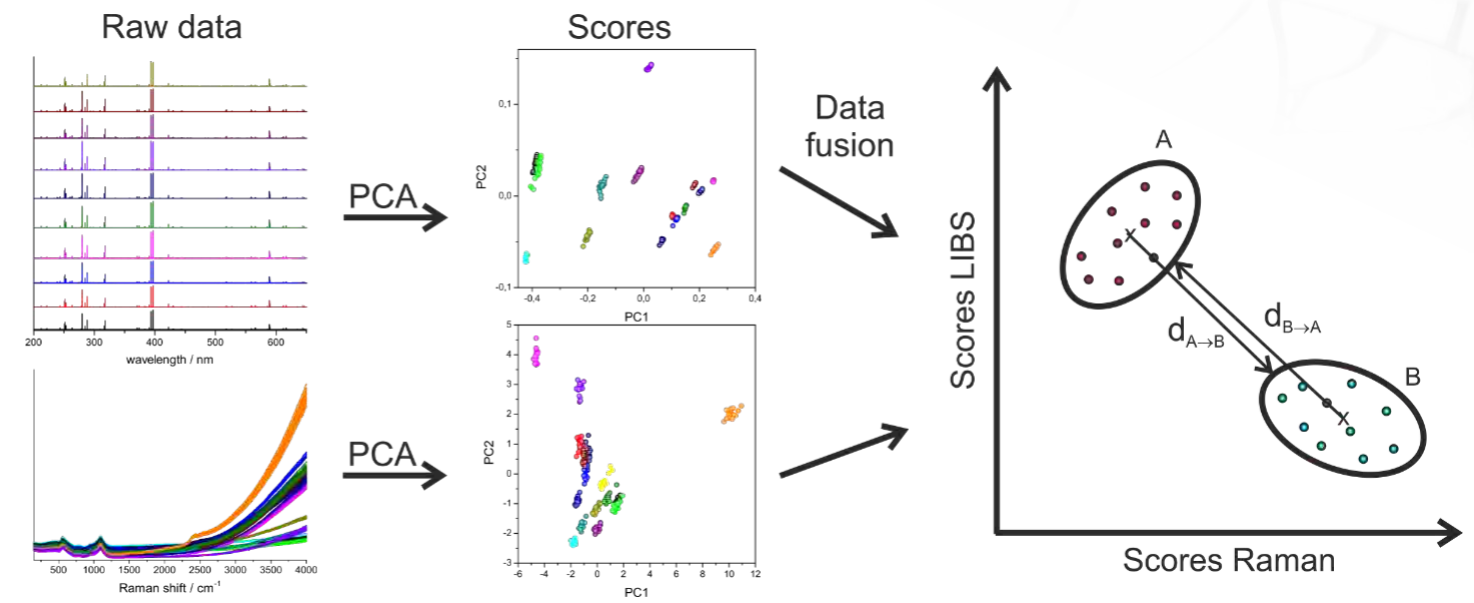 Raw data
200 300 400 500 600
wavelength / nm
500 1000 1500 2000 2500 3000 3500 4000
Raman shift / cm⁻¹
PCA
PCA
Scores
PC2
0,1
0,0
-0,1
-0,4 -0,2 0,0 0,2 0,4
PC1
PC2
5
4
3
2
1
0
-1
-2
-3
-6 -4 -2 0 2 4 6 8 10 12
PC1
Data
fusion
Scores LIBS
A
x
d_A→B
d_B→A
B
x
Scores Raman